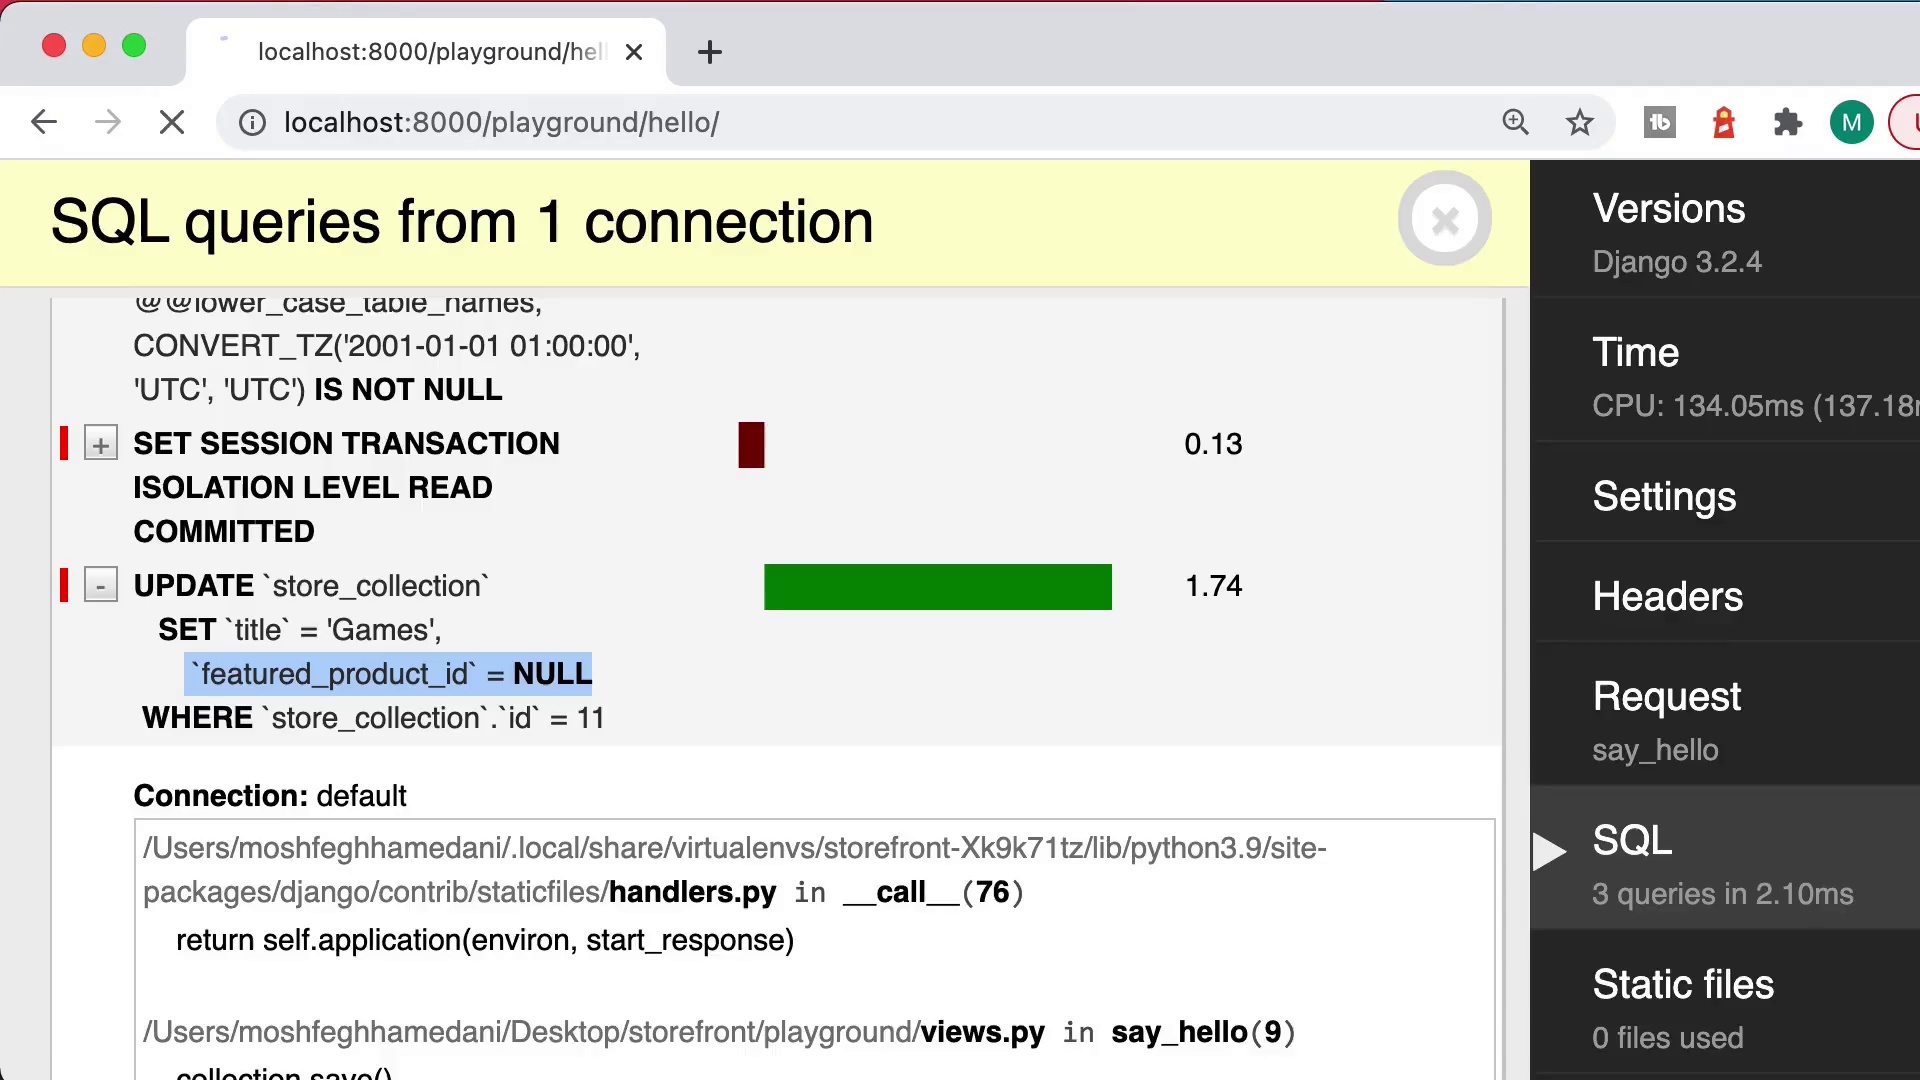 localhost:8000/playground/hel
localhost:8000/playground/hello/
M
SQL queries from 1 connection
@@lower_case_table_names,
CONVERT_TZ('2001-01-01 01:00:00',
'UTC', 'UTC') IS NOT NULL
+ SET SESSION TRANSACTION 0.13
ISOLATION LEVEL READ
COMMITTED
- UPDATE `store_collection` 1.74
SET `title` = 'Games',
`featured_product_id` = NULL
WHERE `store_collection`.`id` = 11
Connection: default
/Users/moshfeghhamedani/.local/share/virtualenvs/storefront-Xk9k71tz/lib/python3.9/site-
packages/django/contrib/staticfiles/handlers.py in __call__(76)
return self.application(environ, start_response)
/Users/moshfeghhamedani/Desktop/storefront/playground/views.py in say_hello(9)
collection.save()
Versions
Django 3.2.4
Time
CPU: 134.05ms (137.18
Settings
Headers
Request
say_hello
SQL
3 queries in 2.10ms
Static files
0 files used